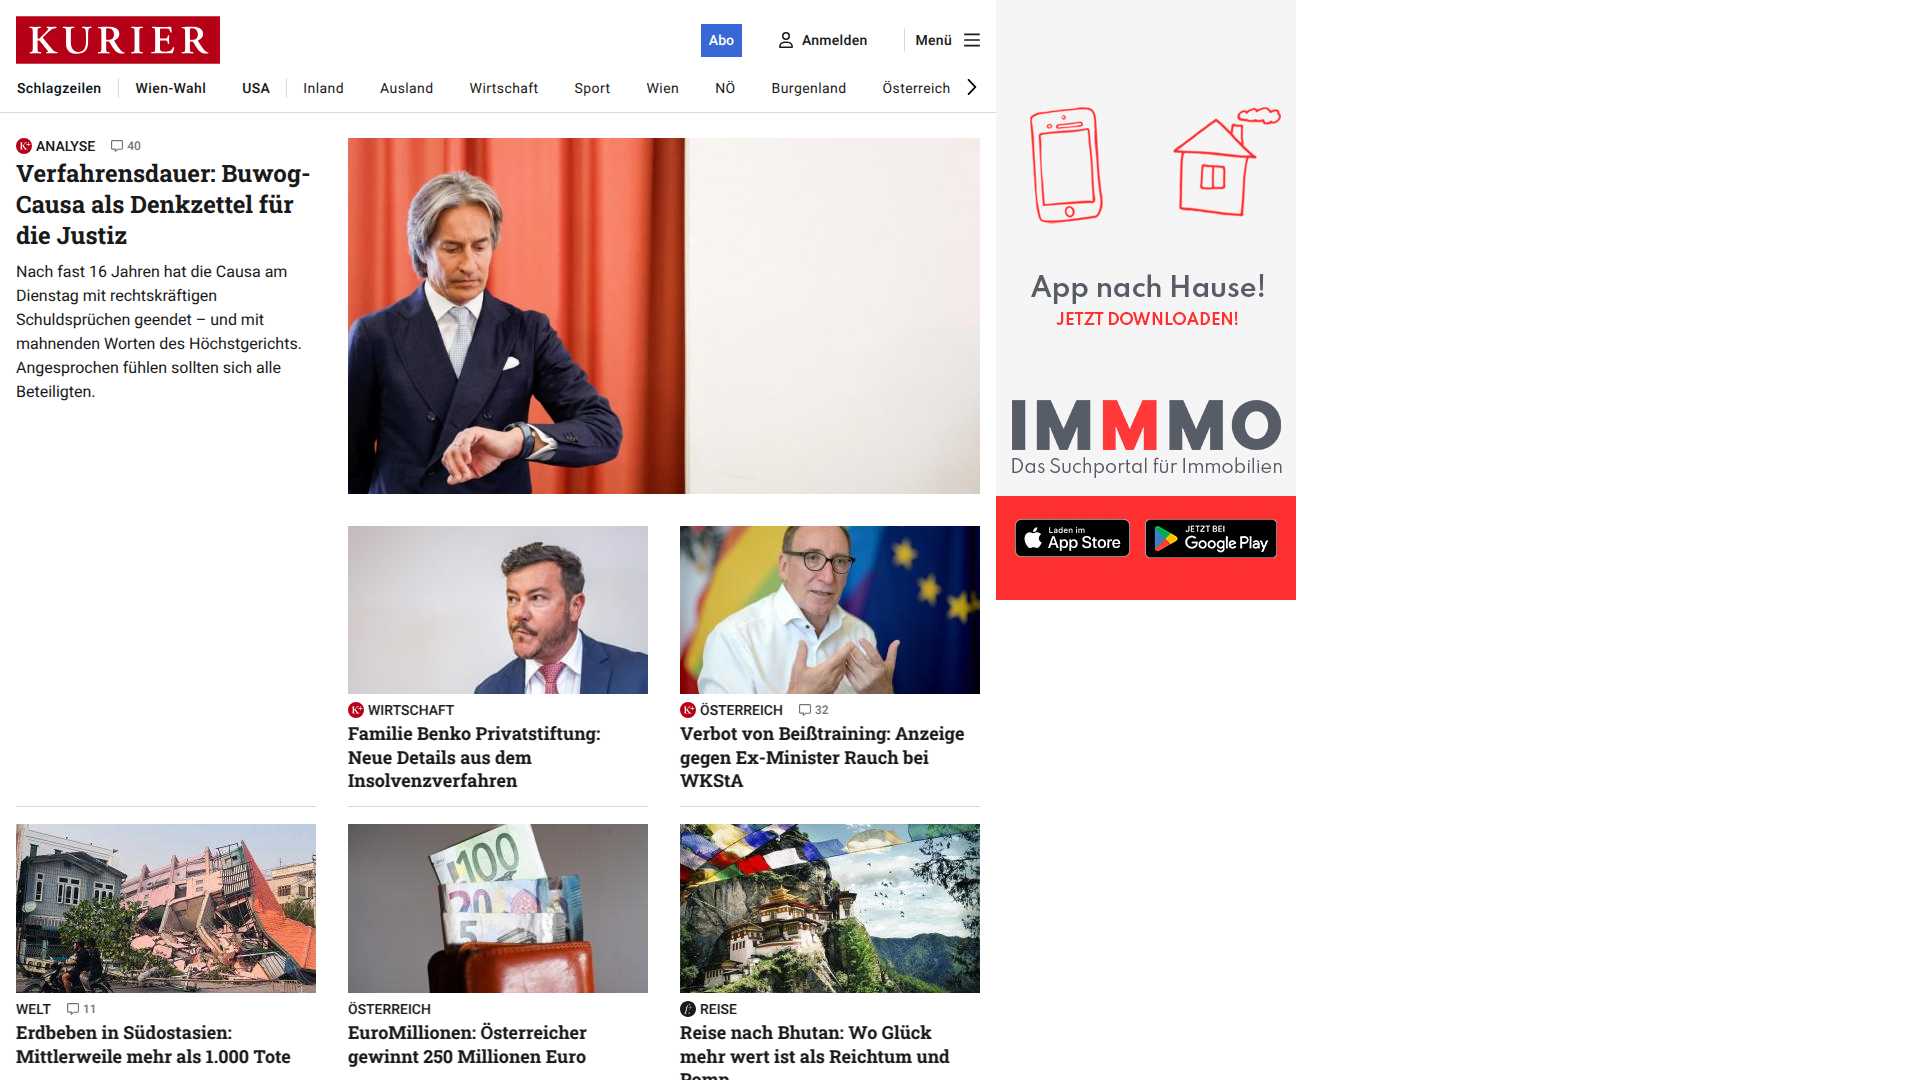 KURIER
Abo
Anmelden
Menü
Schlagzeilen
Wien-Wahl
USA
Inland
Ausland
Wirtschaft
Sport
Wien
NÖ
Burgenland
Österreich
K+ ANALYSE 40
Verfahrensdauer: Buwog-
Causa als Denkzettel für
die Justiz
Nach fast 16 Jahren hat die Causa am
Dienstag mit rechtskräftigen
Schuldsprüchen geendet – und mit
mahnenden Worten des Höchstgerichts.
Angesprochen fühlen sollten sich alle
Beteiligten.
K+ WIRTSCHAFT
Familie Benko Privatstiftung:
Neue Details aus dem
Insolvenzverfahren
K+ ÖSTERREICH 32
Verbot von Beißtraining: Anzeige
gegen Ex-Minister Rauch bei
WKStA
WELT 11
Erdbeben in Südostasien:
Mittlerweile mehr als 1.000 Tote
100
20
5
ÖSTERREICH
EuroMillionen: Österreicher
gewinnt 250 Millionen Euro
REISE
Reise nach Bhutan: Wo Glück
mehr wert ist als Reichtum und
Pomp
App nach Hause!
JETZT DOWNLOADEN!
IMMMO
Das Suchportal für Immobilien
Laden im
App Store
JETZT BEI
Google Play